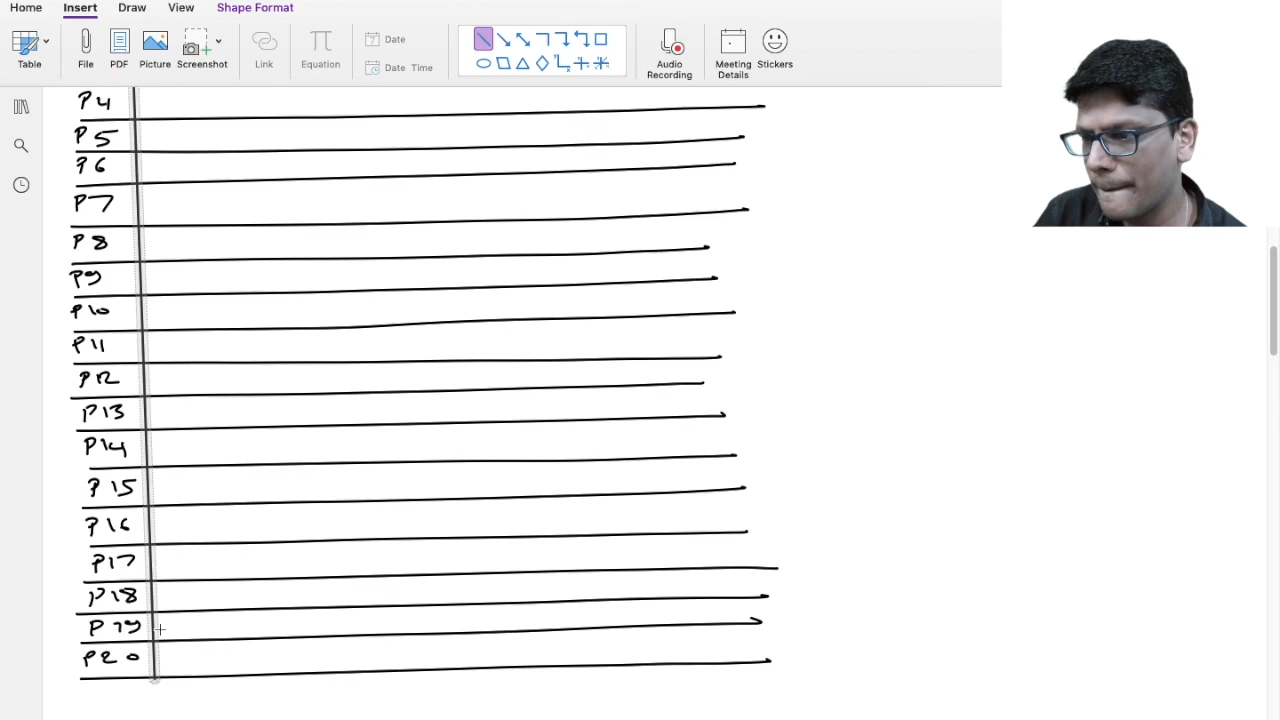 Home Insert Draw View Shape Format
Table File PDF Picture Screenshot Link Equation Date Date Time Audio Recording Meeting Details Stickers
P4
P5
P6
P7
P8
P9
P10
P11
P12
P13
P14
P15
P16
P17
P18
P19
P20